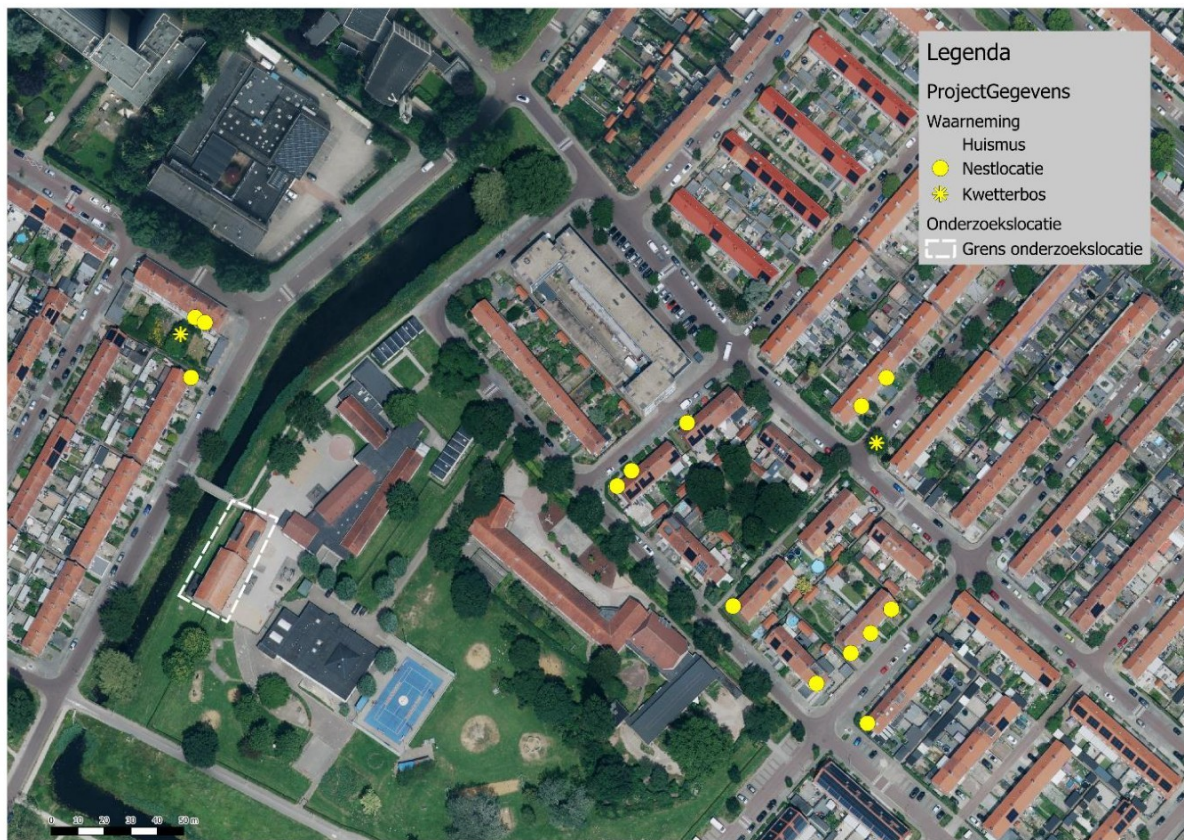 Legenda
ProjectGegevens
Waarneming
Huismus
Nestlocatie
Kwetterbos
Onderzoekslocatie
Grens onderzoekslocatie
0 10 20 30 40 50 m